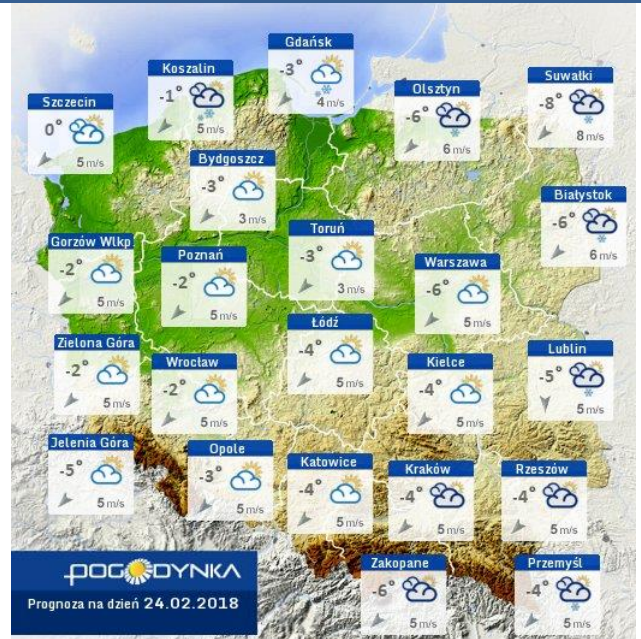 Gdańsk
-3°
4 m/s
Koszalin
-1°
5 m/s
Suwałki
-8°
8 m/s
Olsztyn
-6°
6 m/s
Szczecin
0°
5 m/s
Bydgoszcz
-3°
3 m/s
Białystok
-6°
6 m/s
Toruń
-3°
3 m/s
Gorzów Wlkp
-2°
5 m/s
Poznań
-2°
5 m/s
Warszawa
-6°
5 m/s
Łódź
-4°
5 m/s
Zielona Góra
-2°
5 m/s
Wrocław
-2°
5 m/s
Kielce
-4°
5 m/s
Lublin
-5°
5 m/s
Jelenia Góra
-5°
5 m/s
Opole
-3°
5 m/s
Katowice
-4°
5 m/s
Kraków
-4°
5 m/s
Rzeszów
-4°
5 m/s
Zakopane
-6°
5 m/s
Przemyśl
-4°
5 m/s
POGODYNKA
Prognoza na dzień 24.02.2018